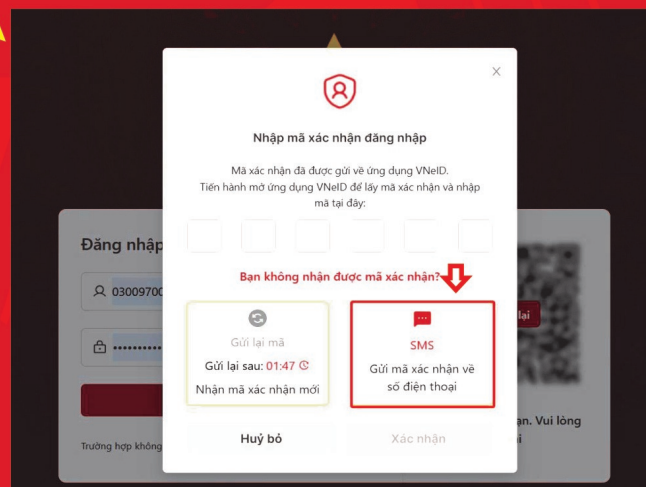 Nhập mã xác nhận đăng nhập
Mã xác nhận đã được gửi về ứng dụng VNeID.
Tiến hành mở ứng dụng VNeID để lấy mã xác nhận và nhập
mã tại đây:
Đăng nhập
Bạn không nhận được mã xác nhận?
0300970
lại
Gửi lại mã
SMS
Gửi lại sau: 01:47
Gửi mã xác nhận về
Nhận mã xác nhận mới
số điện thoại
ạn. Vui lòng
Huỷ bỏ
Xác nhận
Trường hợp không
i